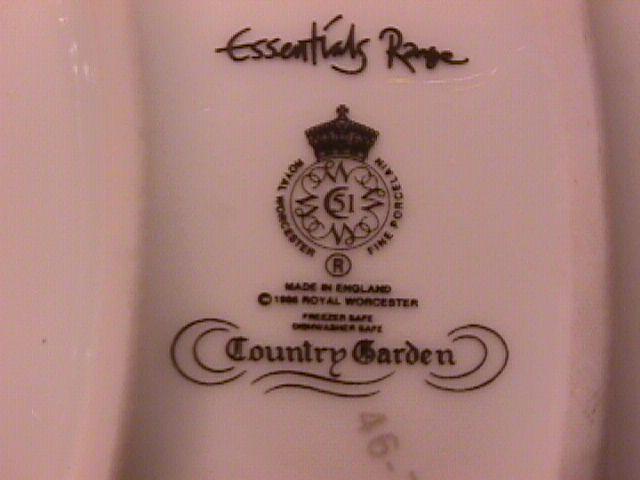 Essentials Range
ROYAL WORCESTER
FINE PORCELAIN
C 51
®
MADE IN ENGLAND
© 1986 ROYAL WORCESTER
FREEZER SAFE
DISHWASHER SAFE
Country Garden
46-